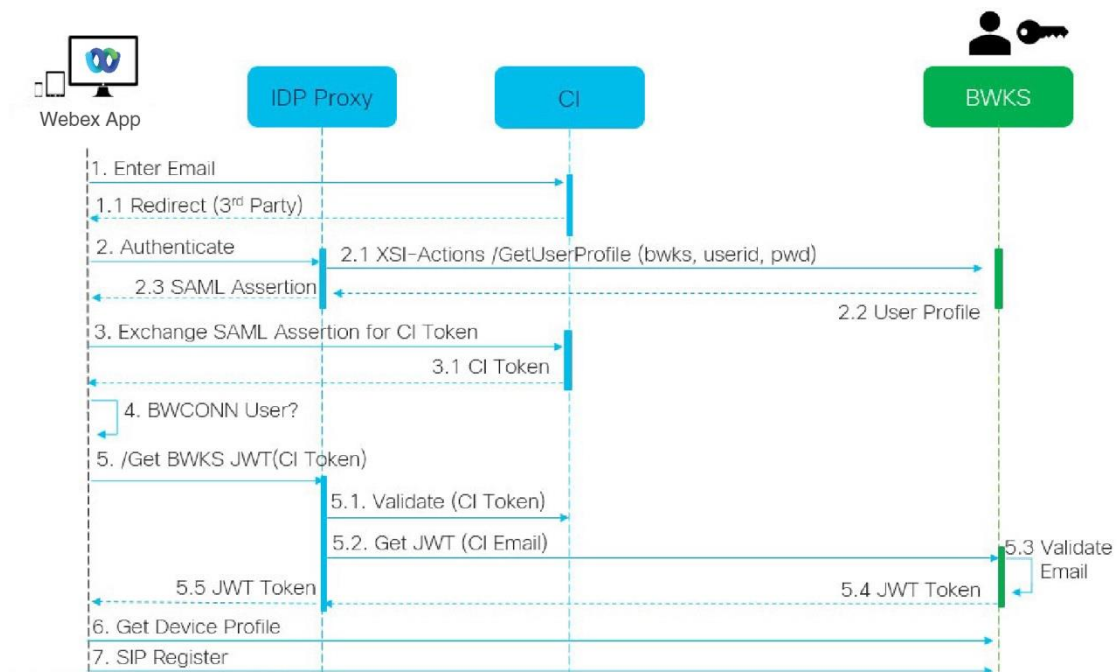 Webex App
IDP Proxy
CI
BWKS
1. Enter Email
1.1 Redirect (3rd Party)
2. Authenticate
2.1 XSI-Actions /GetUserProfile (bwks, userid, pwd)
2.3 SAML Assertion
2.2 User Profile
3. Exchange SAML Assertion for CI Token
3.1 CI Token
4. BWCONN User?
5. /Get BWKS JWT(CI Token)
5.1. Validate (CI Token)
5.2. Get JWT (CI Email)
5.3 Validate
Email
5.5 JWT Token
5.4 JWT Token
6. Get Device Profile
7. SIP Register